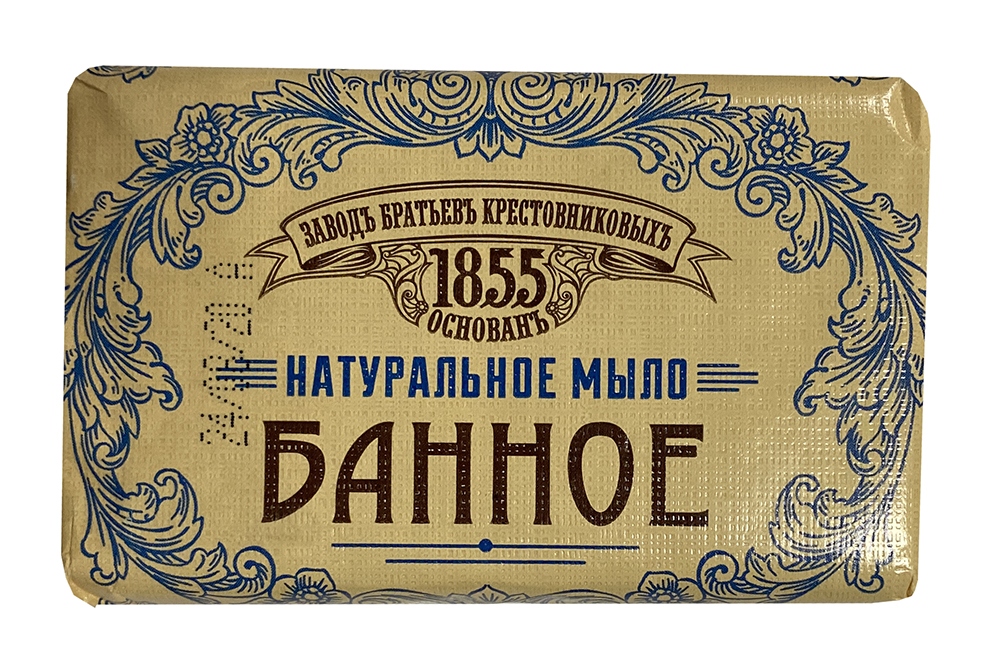 ЗАВОДЪ БРАТЬЕВЪ КРЕСТОВНИКОВЫХЪ
1855
ОСНОВАНЪ
НАТУРАЛЬНОЕ МЫЛО
БАННОЕ